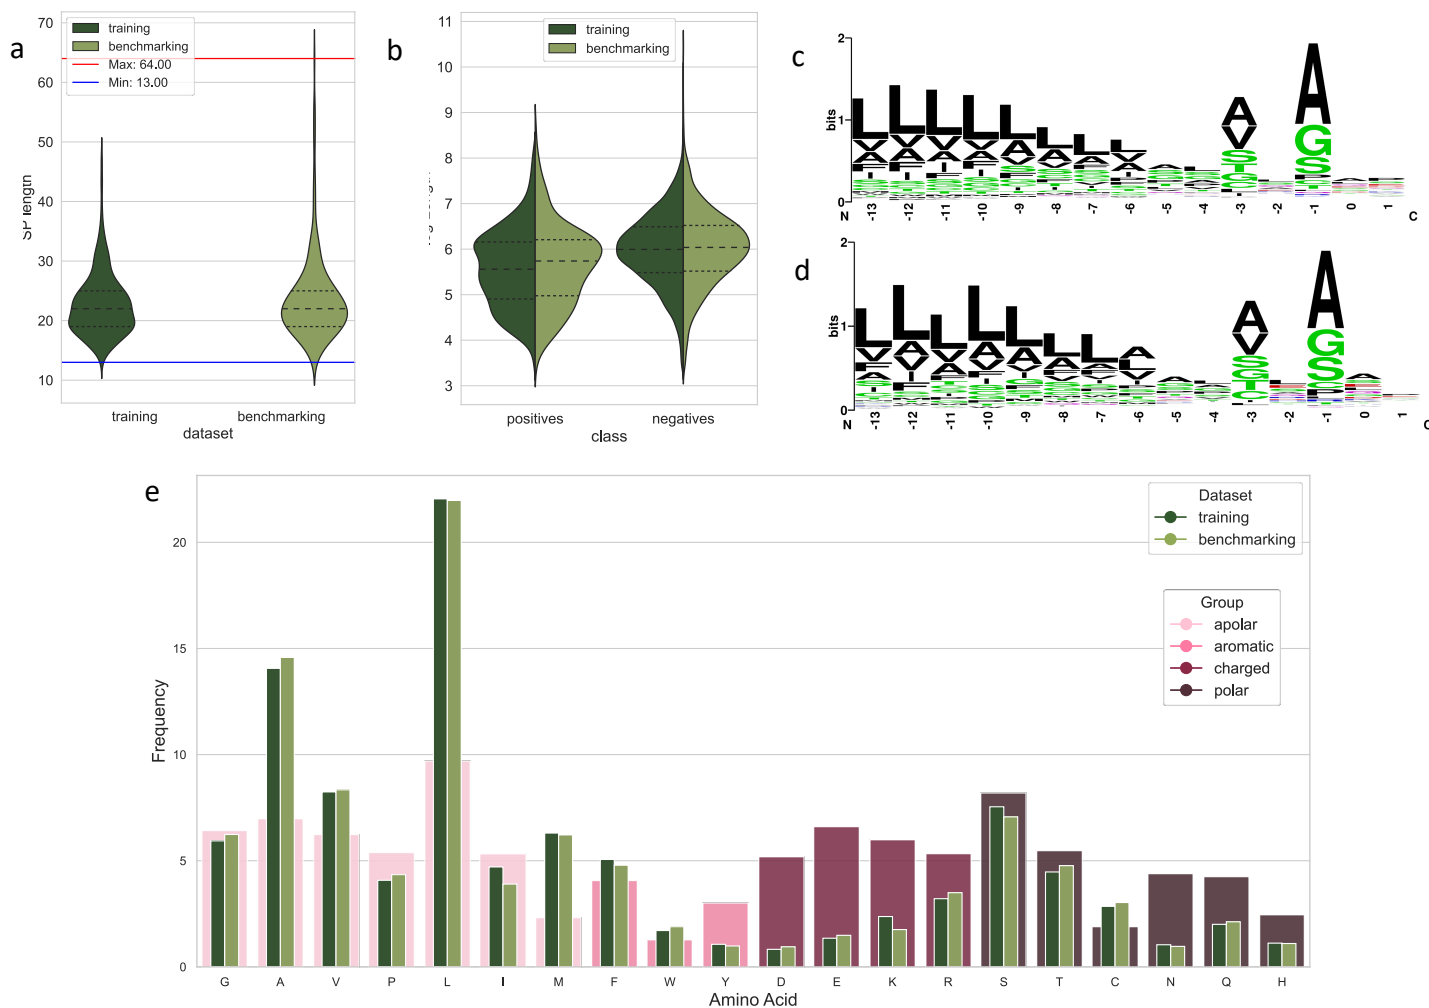 a
70
60
50
40
30
20
10
SP length
training
benchmarking
Max: 64.00
Min: 13.00
training
benchmarking
dataset
b
11
10
9
8
7
6
5
4
3
training
benchmarking
positives
negatives
class
c
2
1
0
bits
N
-13
-12
-11
-10
-9
-8
-7
-6
-5
-4
-3
-2
-1
0
1
C
d
2
1
0
bits
N
-13
-12
-11
-10
-9
-8
-7
-6
-5
-4
-3
-2
-1
0
1
e
Frequency
20
15
10
5
0
Dataset
training
benchmarking
Group
apolar
aromatic
charged
polar
G A V P L I M F W Y D E K R S T C N Q H
Amino Acid